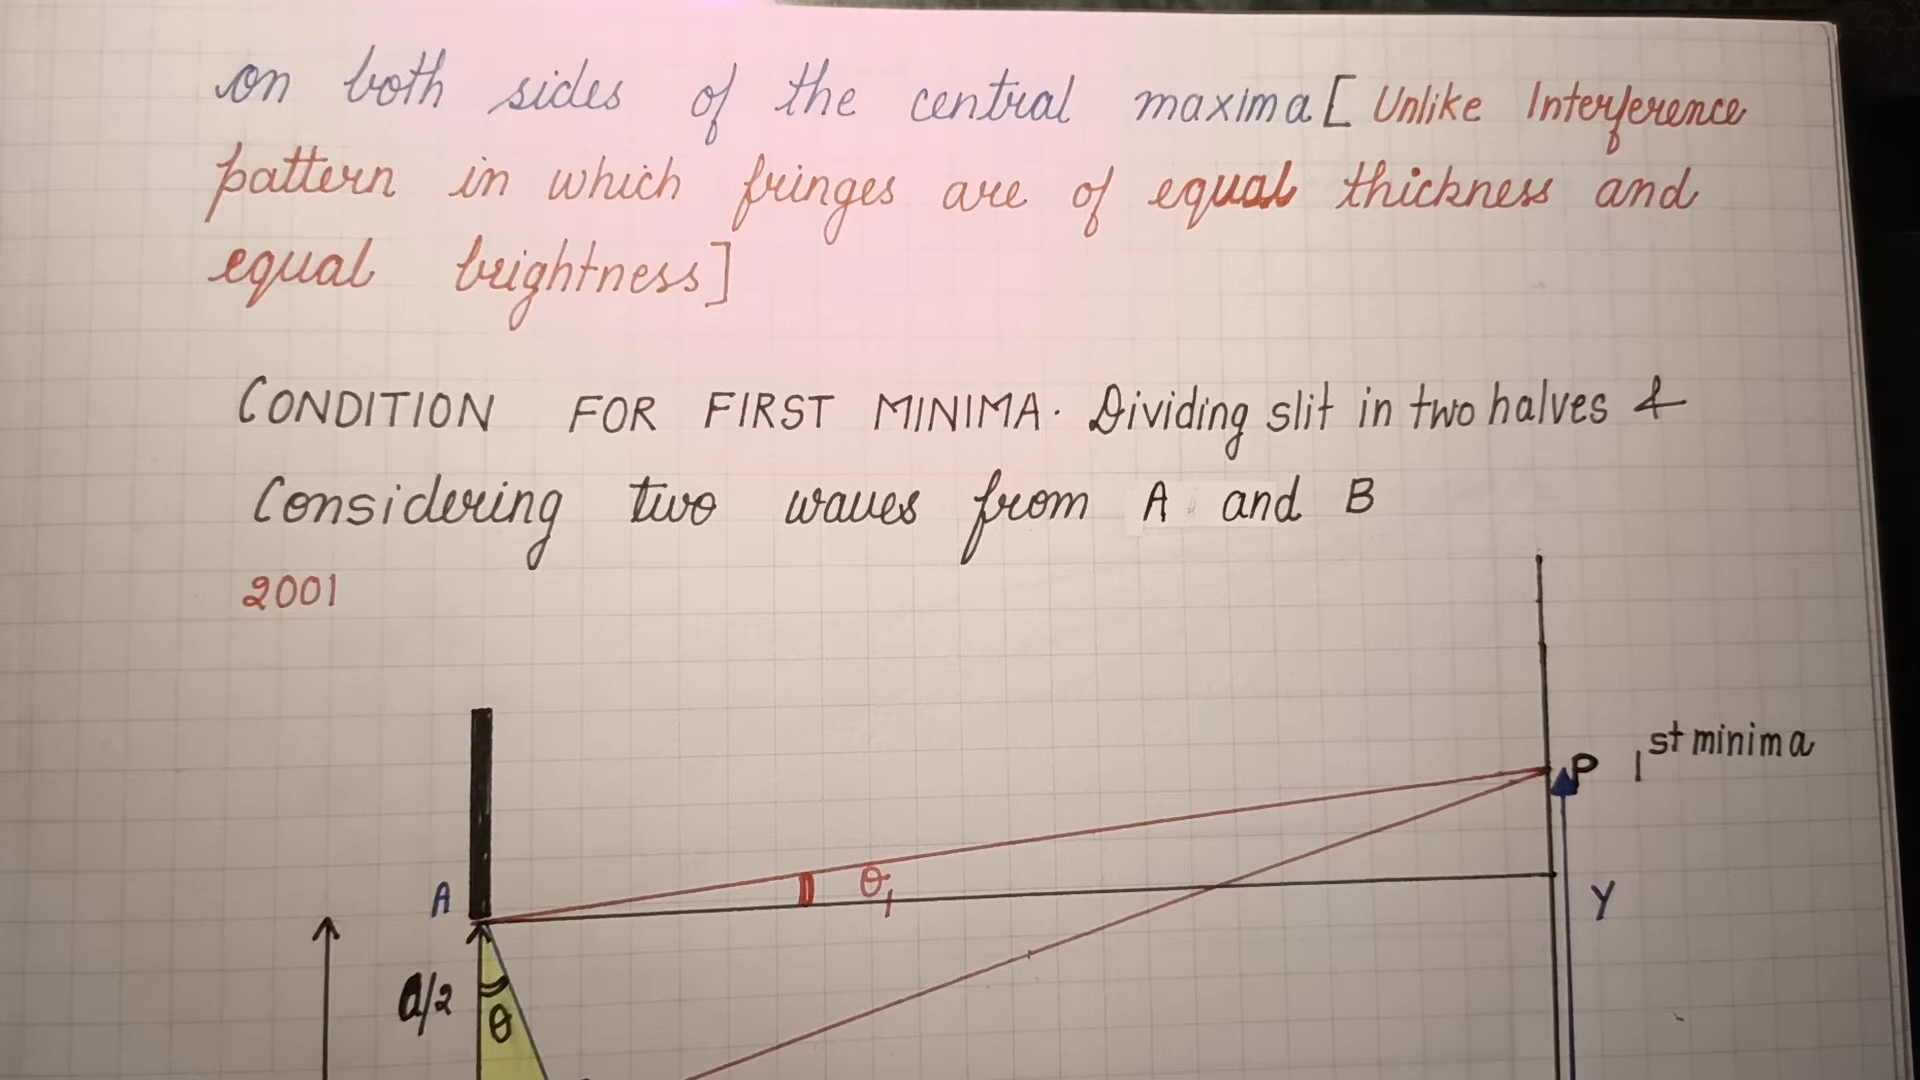 on both sides of the central maxima [Unlike Interference
pattern in which fringes are of equal thickness and
equal brightness]
CONDITION FOR FIRST MINIMA. Dividing slit in two halves &
Considering two waves from A and B
2001
P 1st minima
θ1
A
Y
a/2
θ